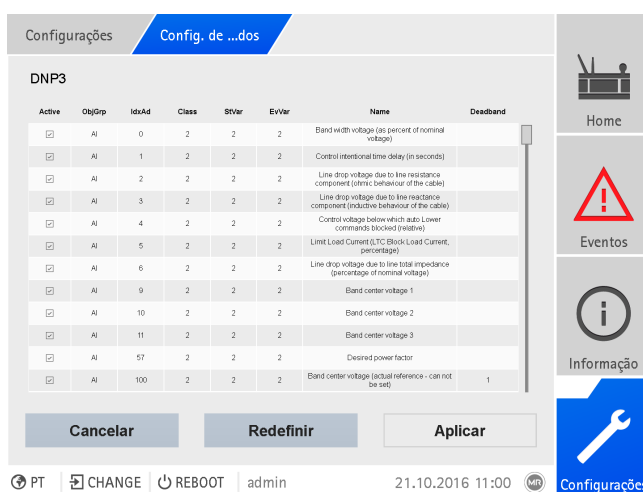 Configurações
Config. de ...dos
DNP3
Active ObjGrp IdxAd Class StVar EvVar Name Deadband
AI 0 2 2 2 Band width voltage (as percent of nominal
voltage)
AI 1 2 2 2 Control intentional time delay (in seconds)
AI 2 2 2 2 Line drop voltage due to line resistance
component (ohmic behaviour of the cable)
AI 3 2 2 2 Line drop voltage due to line reactance
component (inductive behaviour of the cable)
AI 4 2 2 2 Control voltage below which auto Lower
commands blocked (relative)
AI 5 2 2 2 Limit Load Current (LTC Block Load Current,
percentage)
AI 6 2 2 2 Line drop voltage due to line total impedance
(percentage of nominal voltage)
AI 9 2 2 2 Band center voltage 1
AI 10 2 2 2 Band center voltage 2
AI 11 2 2 2 Band center voltage 3
AI 57 2 2 2 Desired power factor
AI 100 2 2 2 Band center voltage (actual reference - can not
be set) 1
Cancelar
Redefinir
Aplicar
PT
CHANGE
REBOOT
admin
21.10.2016 11:00
MR
Home
Eventos
Informação
Configurações